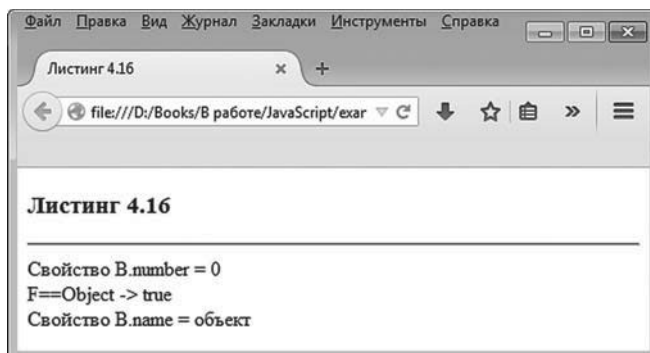 Файл Правка Вид Журнал Закладки Инструменты Справка
Листинг 4.16
file:///D:/Books/В работе/JavaScript/exar
Листинг 4.16
Свойство B.number = 0
F==Object -> true
Свойство B.name = объект